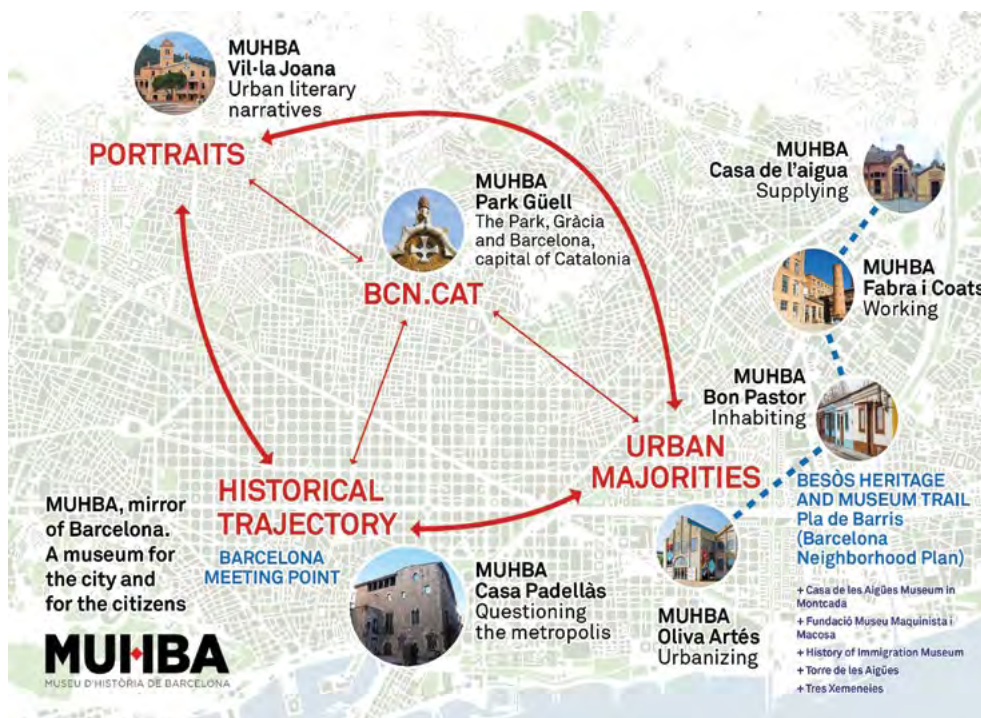 MUHBA
Vil·la Joana
Urban literary
narratives
PORTRAITS
MUHBA
Park Güell
The Park, Gràcia
and Barcelona,
capital of Catalonia
BCN.CAT
MUHBA
Casa de l'aigua
Supplying
MUHBA
Fabra i Coats
Working
MUHBA
Bon Pastor
Inhabiting
URBAN
MAJORITIES
HISTORICAL
TRAJECTORY
BARCELONA
MEETING POINT
MUHBA
Casa Padellàs
Questioning
the metropolis
MUHBA
Oliva Artés
Urbanizing
BESÒS HERITAGE
AND MUSEUM TRAIL
Pla de Barris
(Barcelona
Neighborhood Plan)
+ Casa de les Aigües Museum in
Montcada
+ Fundació Museu Maquinista i
Macosa
+ History of Immigration Museum
+ Torre de les Aigües
+ Tres Xemeneies
MUHBA, mirror
of Barcelona.
A museum for
the city and
for the citizens
MUHBA
MUSEU D'HISTÒRIA DE BARCELONA